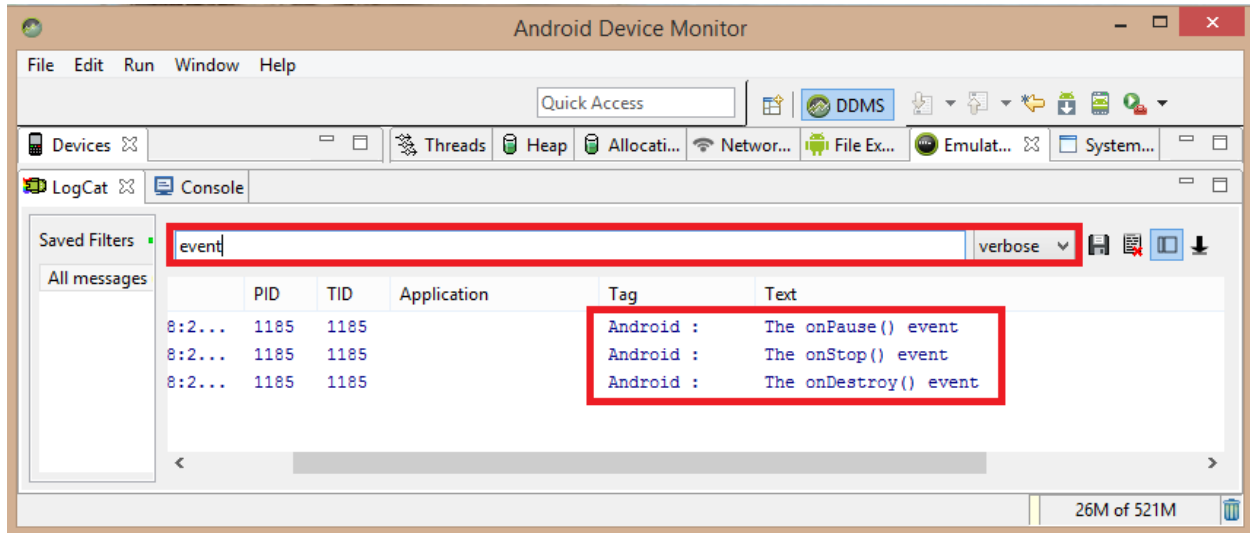 Android Device Monitor
File Edit Run Window Help
Quick Access DDMS
Devices Threads Heap Allocati... Networ... File Ex... Emulat... System...
LogCat Console
Saved Filters event verbose
All messages
PID TID Application Tag Text
8:2... 1185 1185 Android : The onPause() event
8:2... 1185 1185 Android : The onStop() event
8:2... 1185 1185 Android : The onDestroy() event
26M of 521M